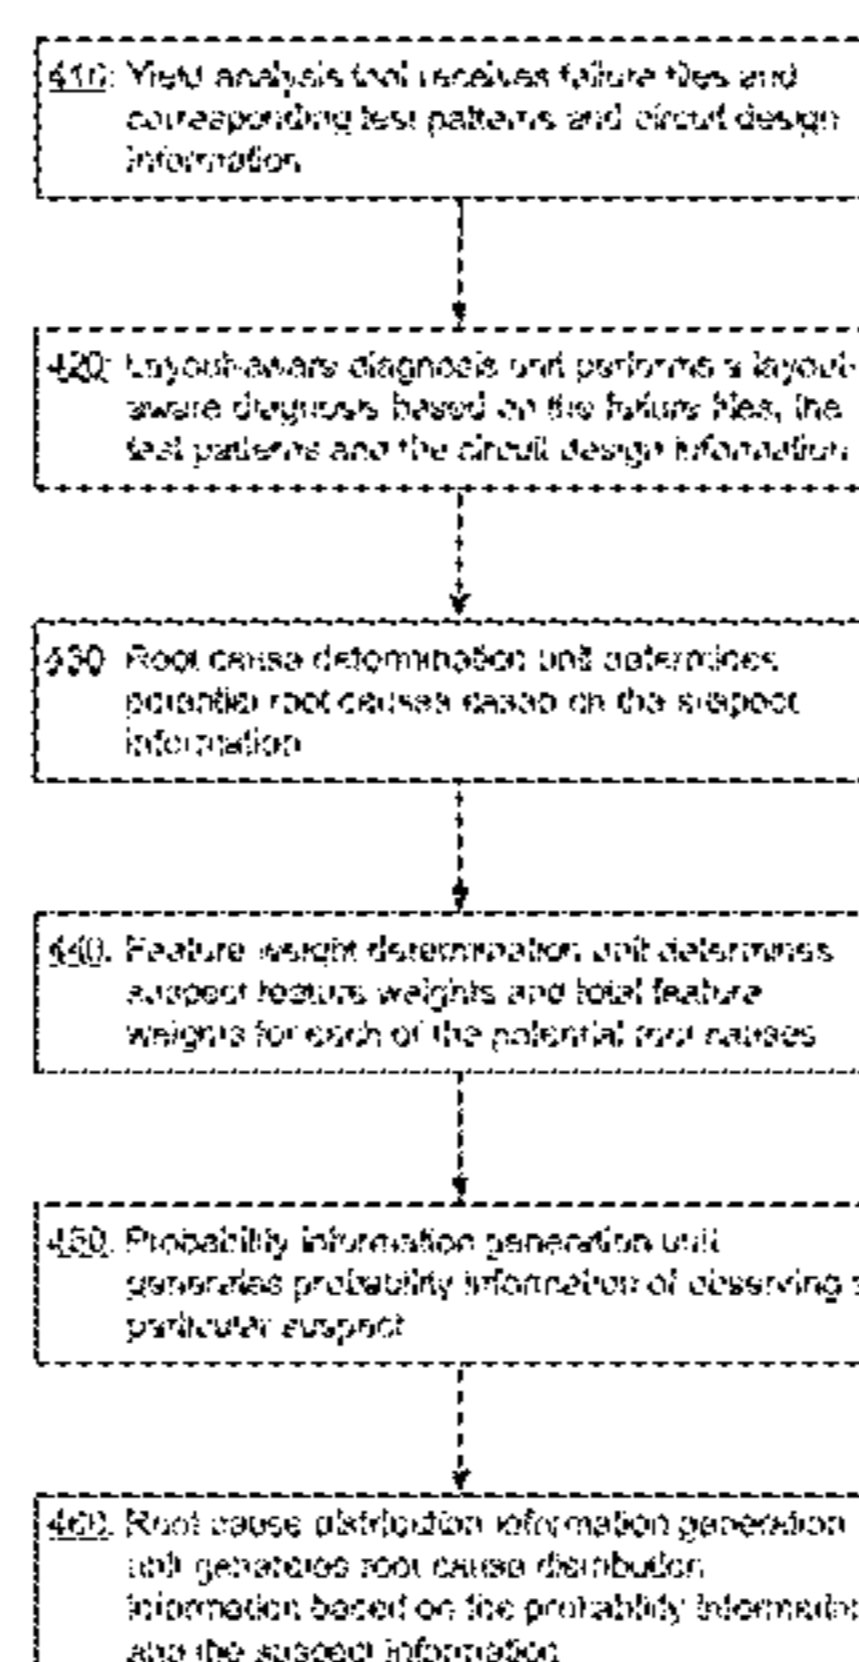 410: Yield analysis tool receives failure files and
corresponding test patterns and circuit design
information
420: Layout-aware diagnosis unit performs a layout-
aware diagnosis based on the failure files, the
test patterns and the circuit design information
430 Root cause determination unit determines
potential root causes based on the suspect
information
440. Feature weight determination unit determines
suspect feature weights and total feature
weights for each of the potential root causes
450. Probability information generation unit
generates probability information of observing a
particular suspect
460. Root cause distribution information generation
unit generates root cause distribution
information based on the probability information
and the suspect information